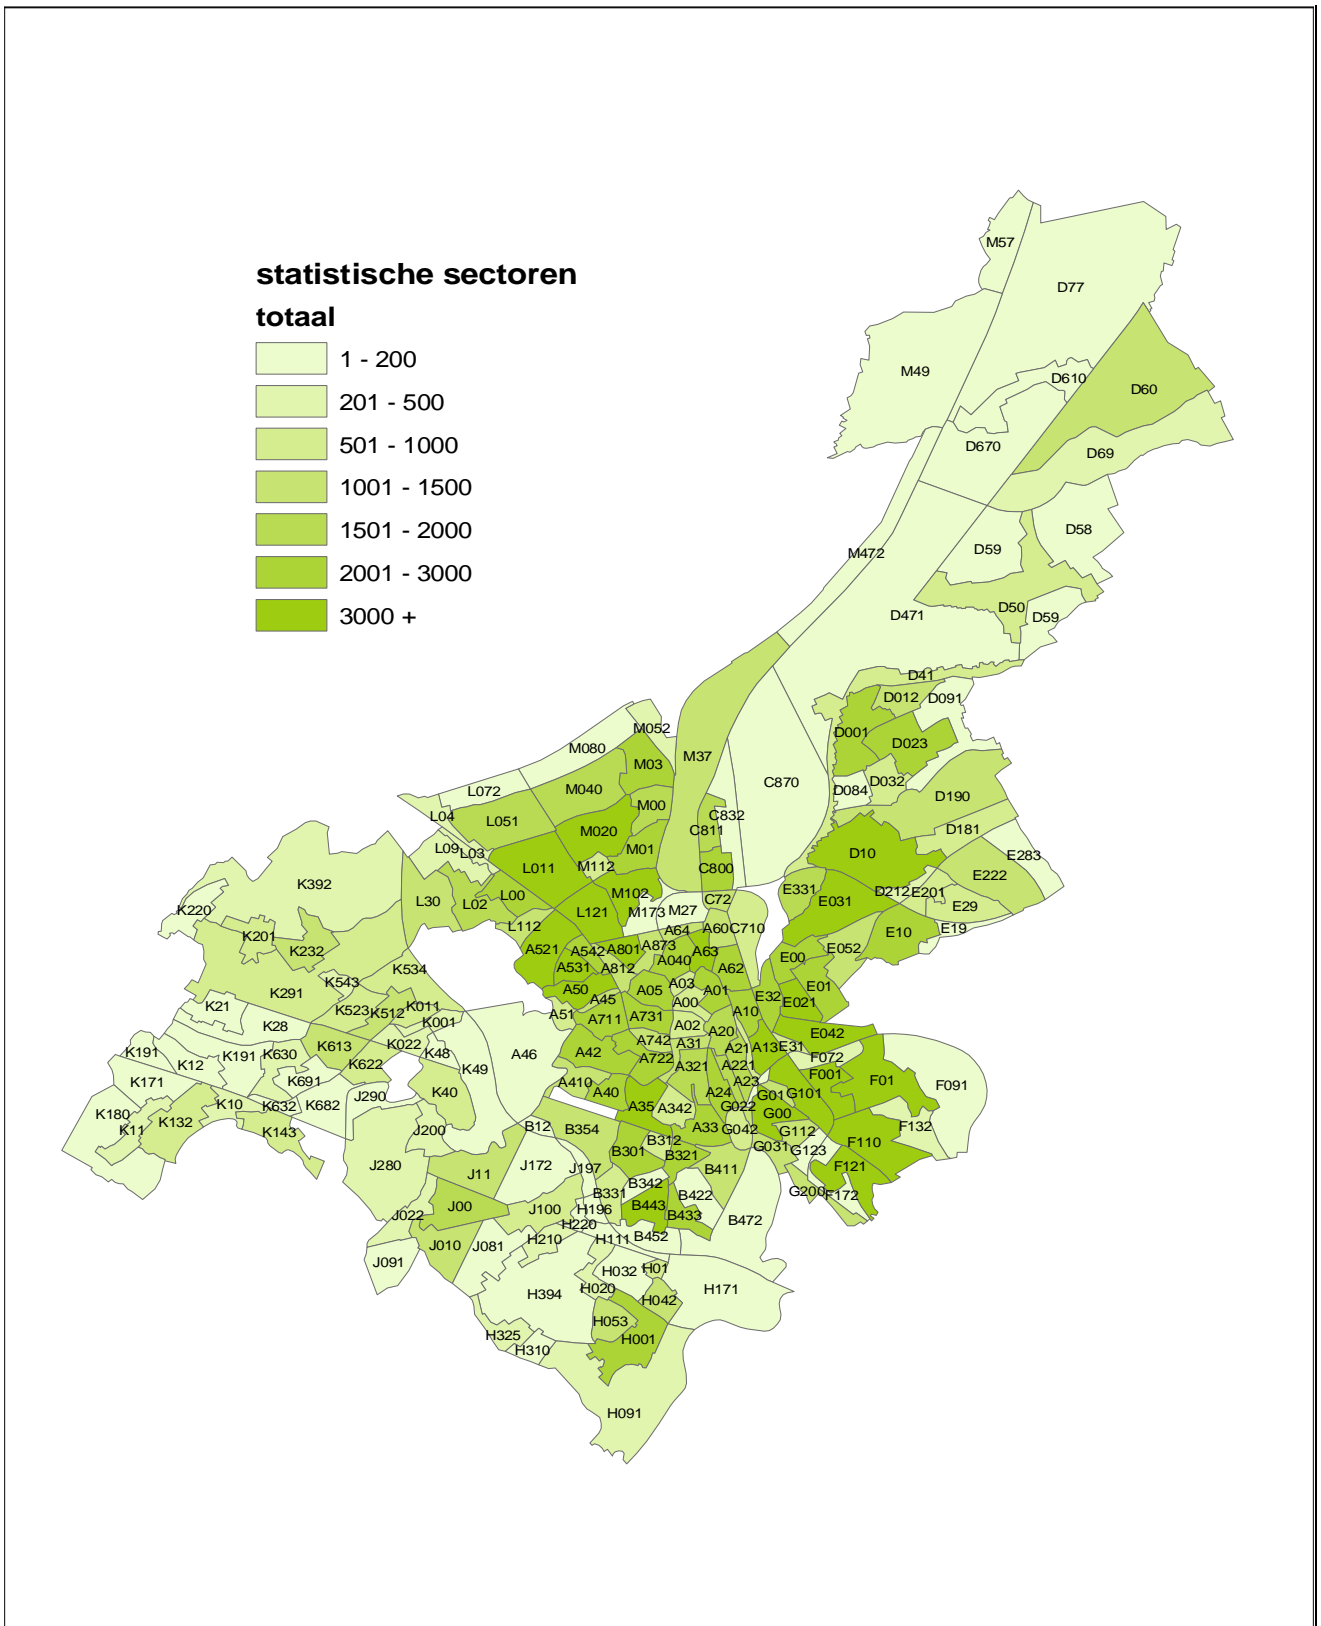 statistische sectoren
totaal
1 - 200
201 - 500
501 - 1000
1001 - 1500
1501 - 2000
2001 - 3000
3000 +
M57
D77
M49
D610
D60
D670
D69
D58
M472
D59
D50
D59
D471
D41
D012
D091
M052
D001
M080
M37
D023
M03
C870
D032
L072
M040
D084
D190
M00
L04
L051
C832
M020
C811
D181
M01
L09
L03
D10
E283
M112
L011
C800
E222
K392
E331
D212
E201
M102
L30
L02
L00
C72
E031
E29
K220
L121
M173
M27
L112
A64
A60
C710
E19
K201
E10
K232
A521
A542
A801
A873
A63
E052
A040
E00
K534
A531
A812
A62
K543
A03
E01
K291
A50
A05
A01
E32
K21
A45
A00
E021
K523
K512
K011
A51
A711
A731
A10
K28
K001
A02
A20
E042
K191
K613
K022
A742
A31
A21
A13
E31
K48
A46
A42
K12
K191
K630
A722
F072
K622
K49
A321
A221
F001
K171
K691
A410
A23
F01
F091
K40
A40
A24
G01
G101
K10
K632
K682
J290
A35
A342
G022
G00
K180
K11
K132
K143
J200
B12
B354
A33
G042
G112
F132
B312
G031
F110
B301
B321
G123
J280
J11
J172
J197
B411
F121
B342
B331
B422
G200
F172
J00
J100
H196
B443
J022
B433
B472
H220
J010
J081
H210
H111
B452
J091
H032
H01
H394
H020
H042
H171
H053
H325
H001
H310
H091